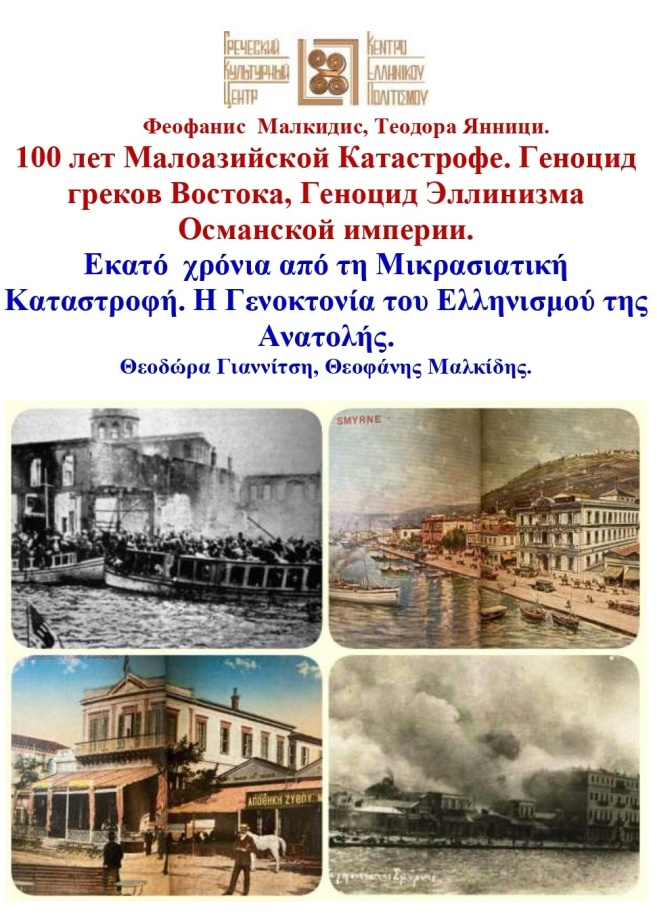 ГРЕЧЕСКИЙ
КУЛЬТУРНЫЙ
ЦЕНТР
ΚΕΝΤΡΟ
ΕΛΛΗΝΙΚΟΥ
ΠΟΛΙΤΙΣΜΟΥ
Феофанис Малкидис, Теодора Янници.
100 лет Малоазийской Катастрофе. Геноцид
греков Востока, Геноцид Эллинизма
Османской империи.
Εκατό χρόνια από τη Μικρασιατική
Καταστροφή. Η Γενοκτονία του Ελληνισμού της
Ανατολής.
Θεοδώρα Γιαννίτση, Θεοφάνης Μαλκίδης.
SMYRNE
ΑΠΟΘΗΚΗ ΖΥΘΟΥ